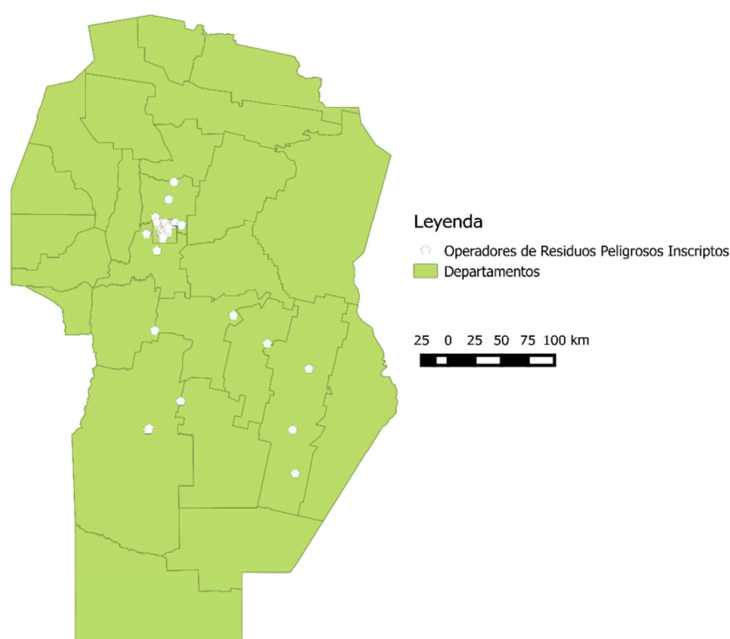 Leyenda
Operadores de Residuos Peligrosos Inscriptos
Departamentos
25 0 25 50 75 100 km